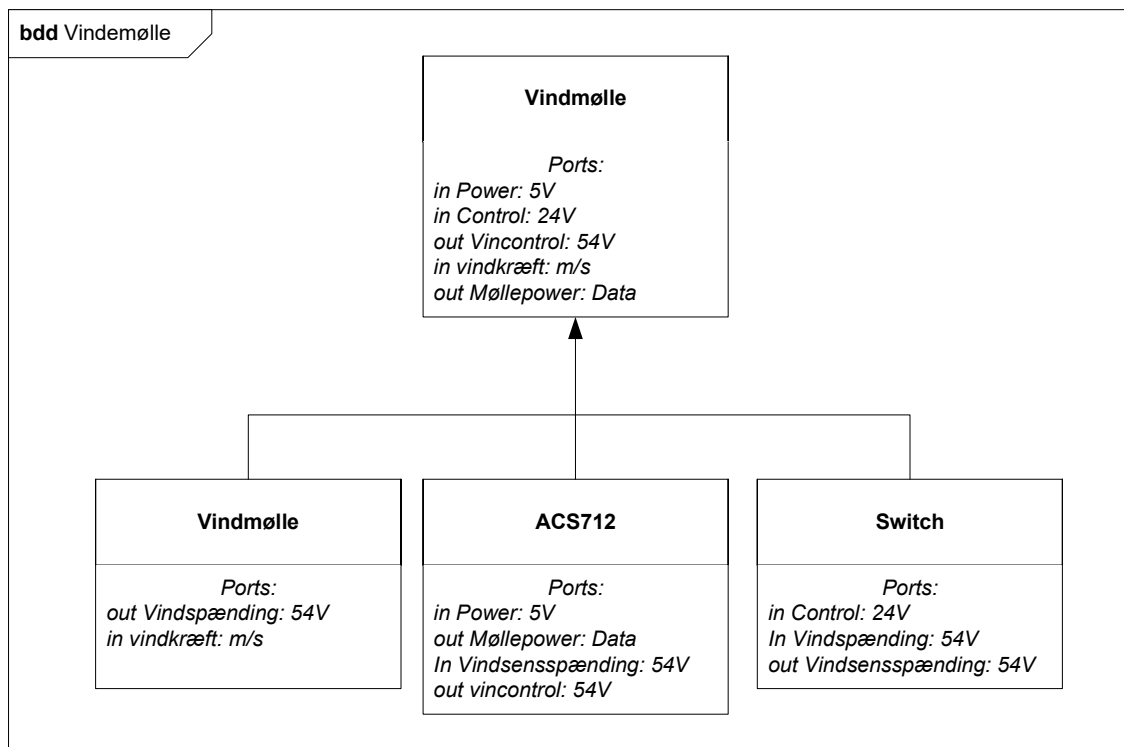 bdd Vindemølle
Vindmølle
Ports:
in Power: 5V
in Control: 24V
out Vincontrol: 54V
in vindkræft: m/s
out Møllepower: Data
Vindmølle
Ports:
out Vindspænding: 54V
in vindkræft: m/s
ACS712
Ports:
in Power: 5V
out Møllepower: Data
In Vindsensspænding: 54V
out vincontrol: 54V
Switch
Ports:
in Control: 24V
In Vindspænding: 54V
out Vindsensspænding: 54V